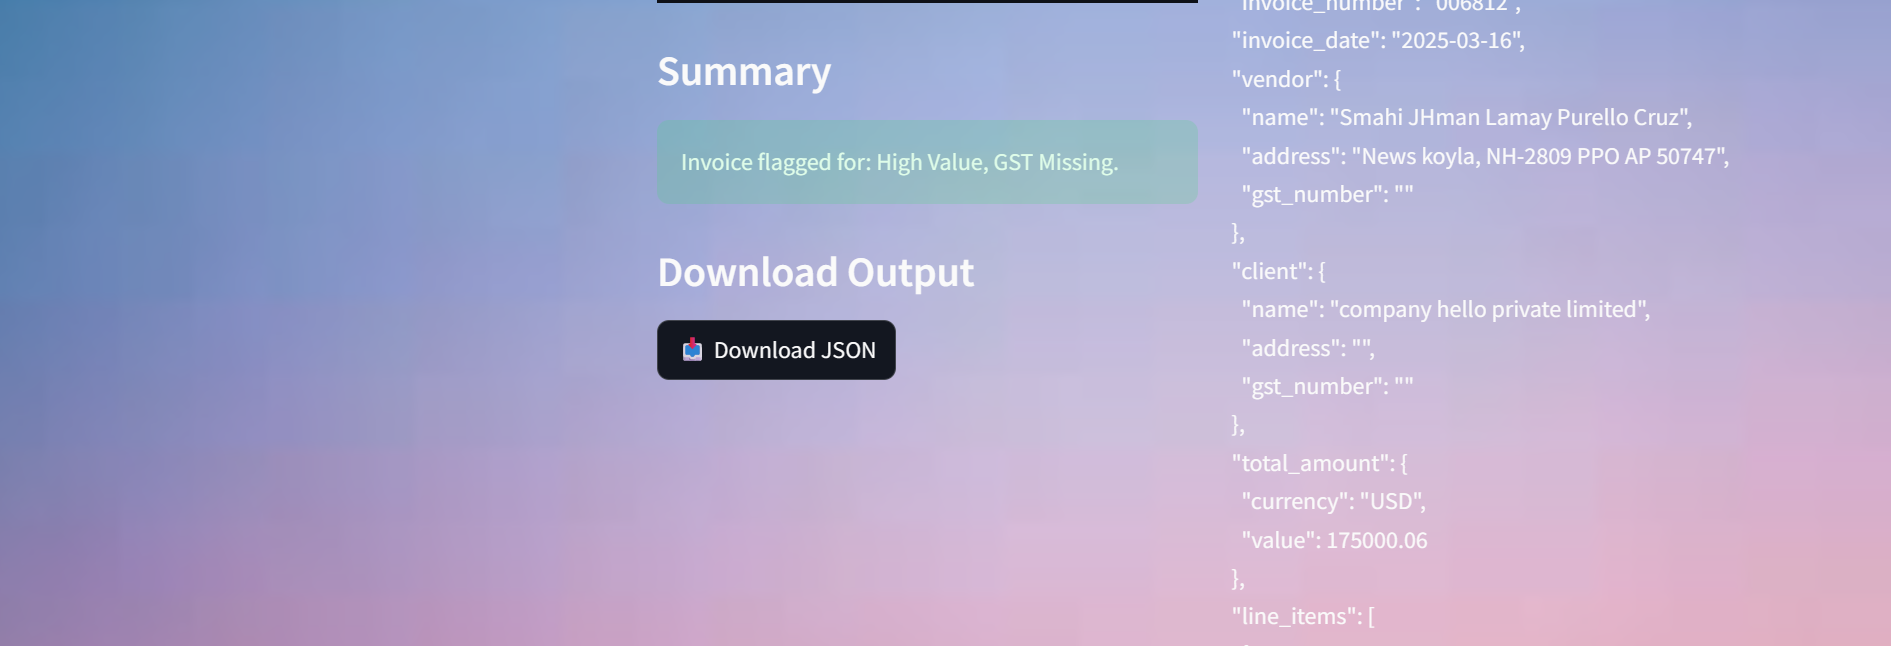 Summary
Invoice flagged for: High Value, GST Missing.
Download Output
Download JSON
"invoice_number": "006812",
"invoice_date": "2025-03-16",
"vendor": {
"name": "Smahi JHman Lamay Purello Cruz",
"address": "News koyla, NH-2809 PPO AP 50747",
"gst_number": ""
},
"client": {
"name": "company hello private limited",
"address": "",
"gst_number": ""
},
"total_amount": {
"currency": "USD",
"value": 175000.06
},
"line_items": [